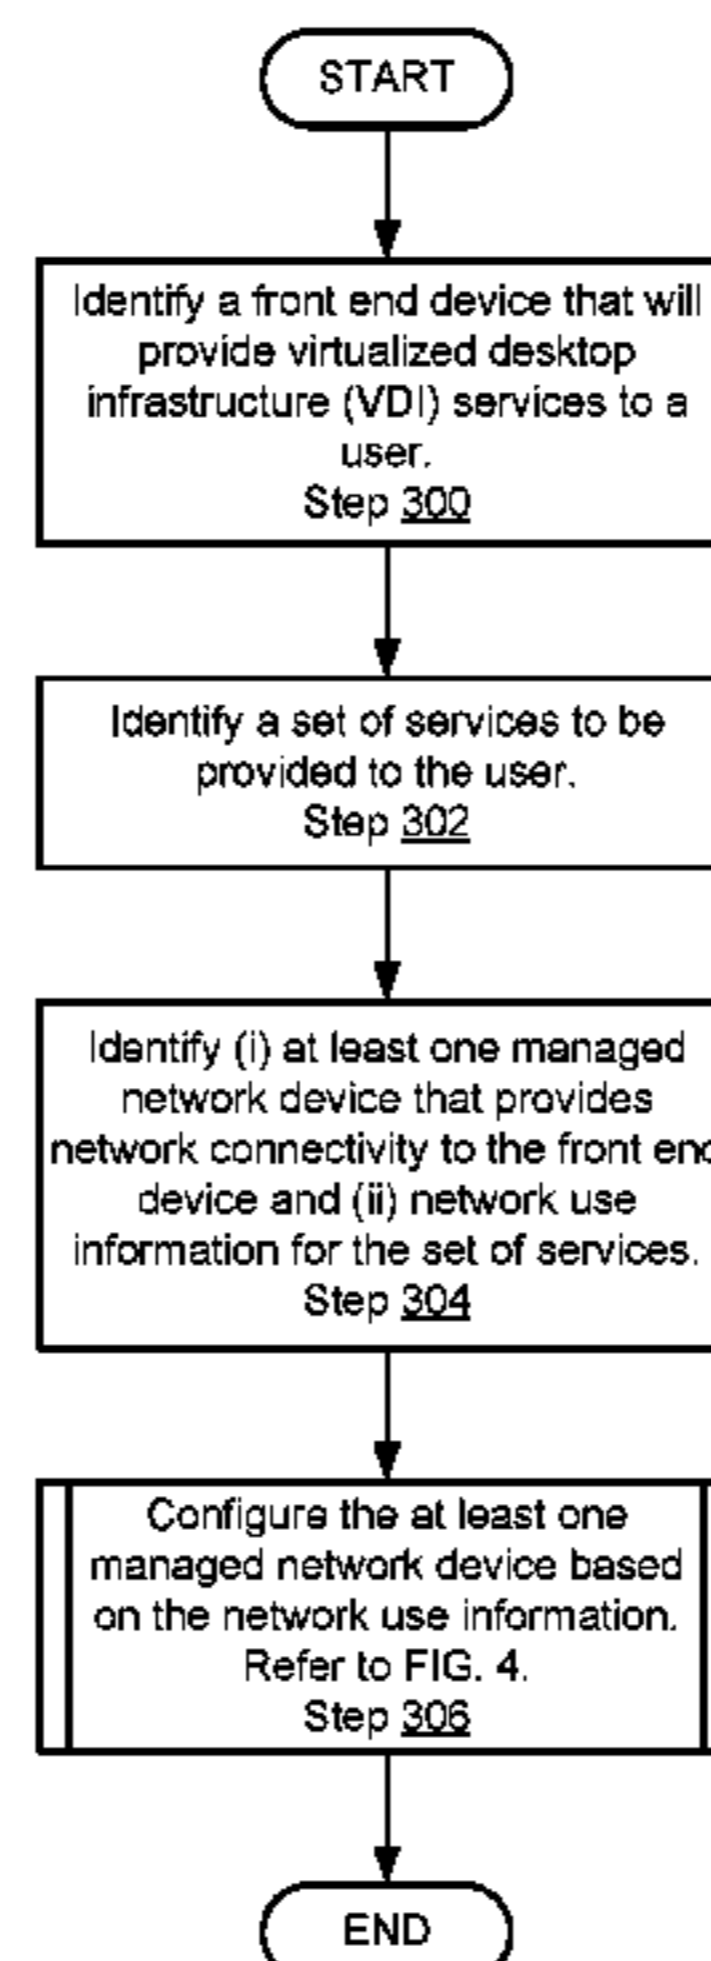 START
Identify a front end device that will
provide virtualized desktop
infrastructure (VDI) services to a
user.
Step 300
Identify a set of services to be
provided to the user.
Step 302
Identify (i) at least one managed
network device that provides
network connectivity to the front end
device and (ii) network use
information for the set of services.
Step 304
Configure the at least one
managed network device based
on the network use information.
Refer to FIG. 4.
Step 306
END